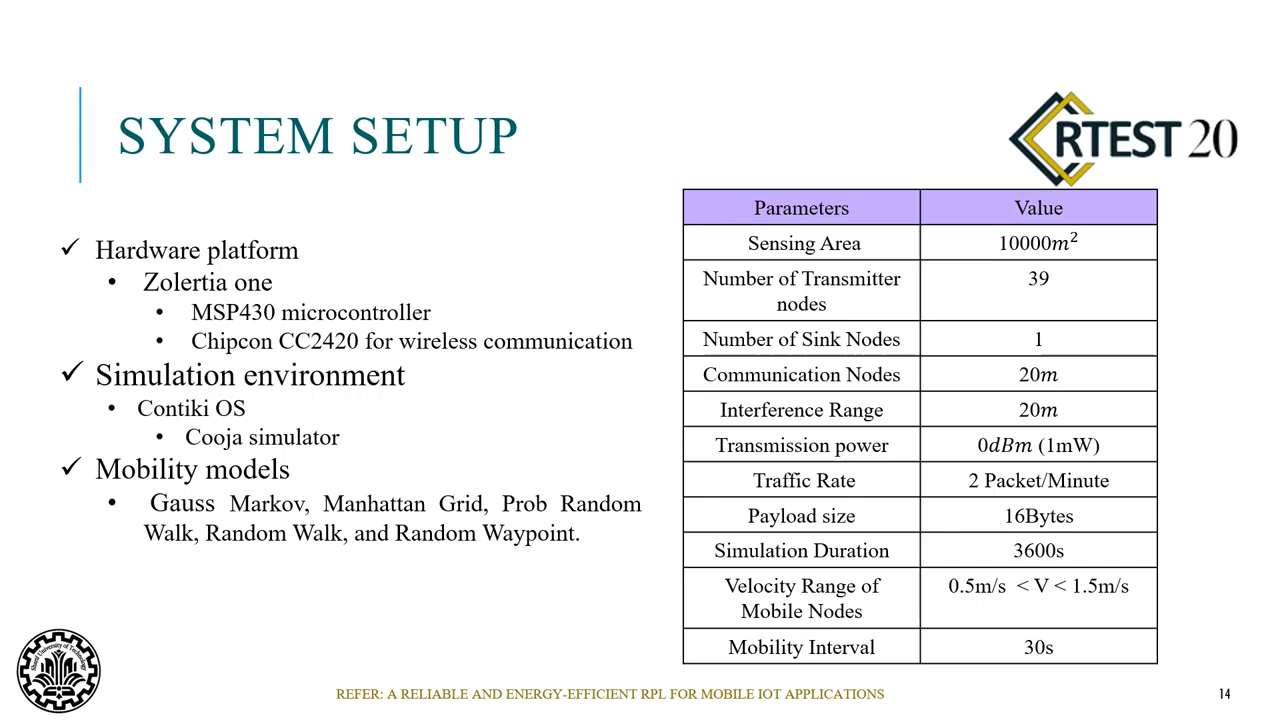 SYSTEM SETUP
RTEST 20
✓ Hardware platform
• Zolertia one
• MSP430 microcontroller
• Chipcon CC2420 for wireless communication
✓ Simulation environment
• Contiki OS
• Cooja simulator
✓ Mobility models
• Gauss Markov, Manhattan Grid, Prob Random
Walk, Random Walk, and Random Waypoint.
Parameters Value
Sensing Area 10000m²
Number of Transmitter 39
nodes
Number of Sink Nodes 1
Communication Nodes 20m
Interference Range 20m
Transmission power 0dBm (1mW)
Traffic Rate 2 Packet/Minute
Payload size 16Bytes
Simulation Duration 3600s
Velocity Range of 0.5m/s < V < 1.5m/s
Mobile Nodes
Mobility Interval 30s
Sharif University of Technology
REFER: A RELIABLE AND ENERGY-EFFICIENT RPL FOR MOBILE IOT APPLICATIONS
14